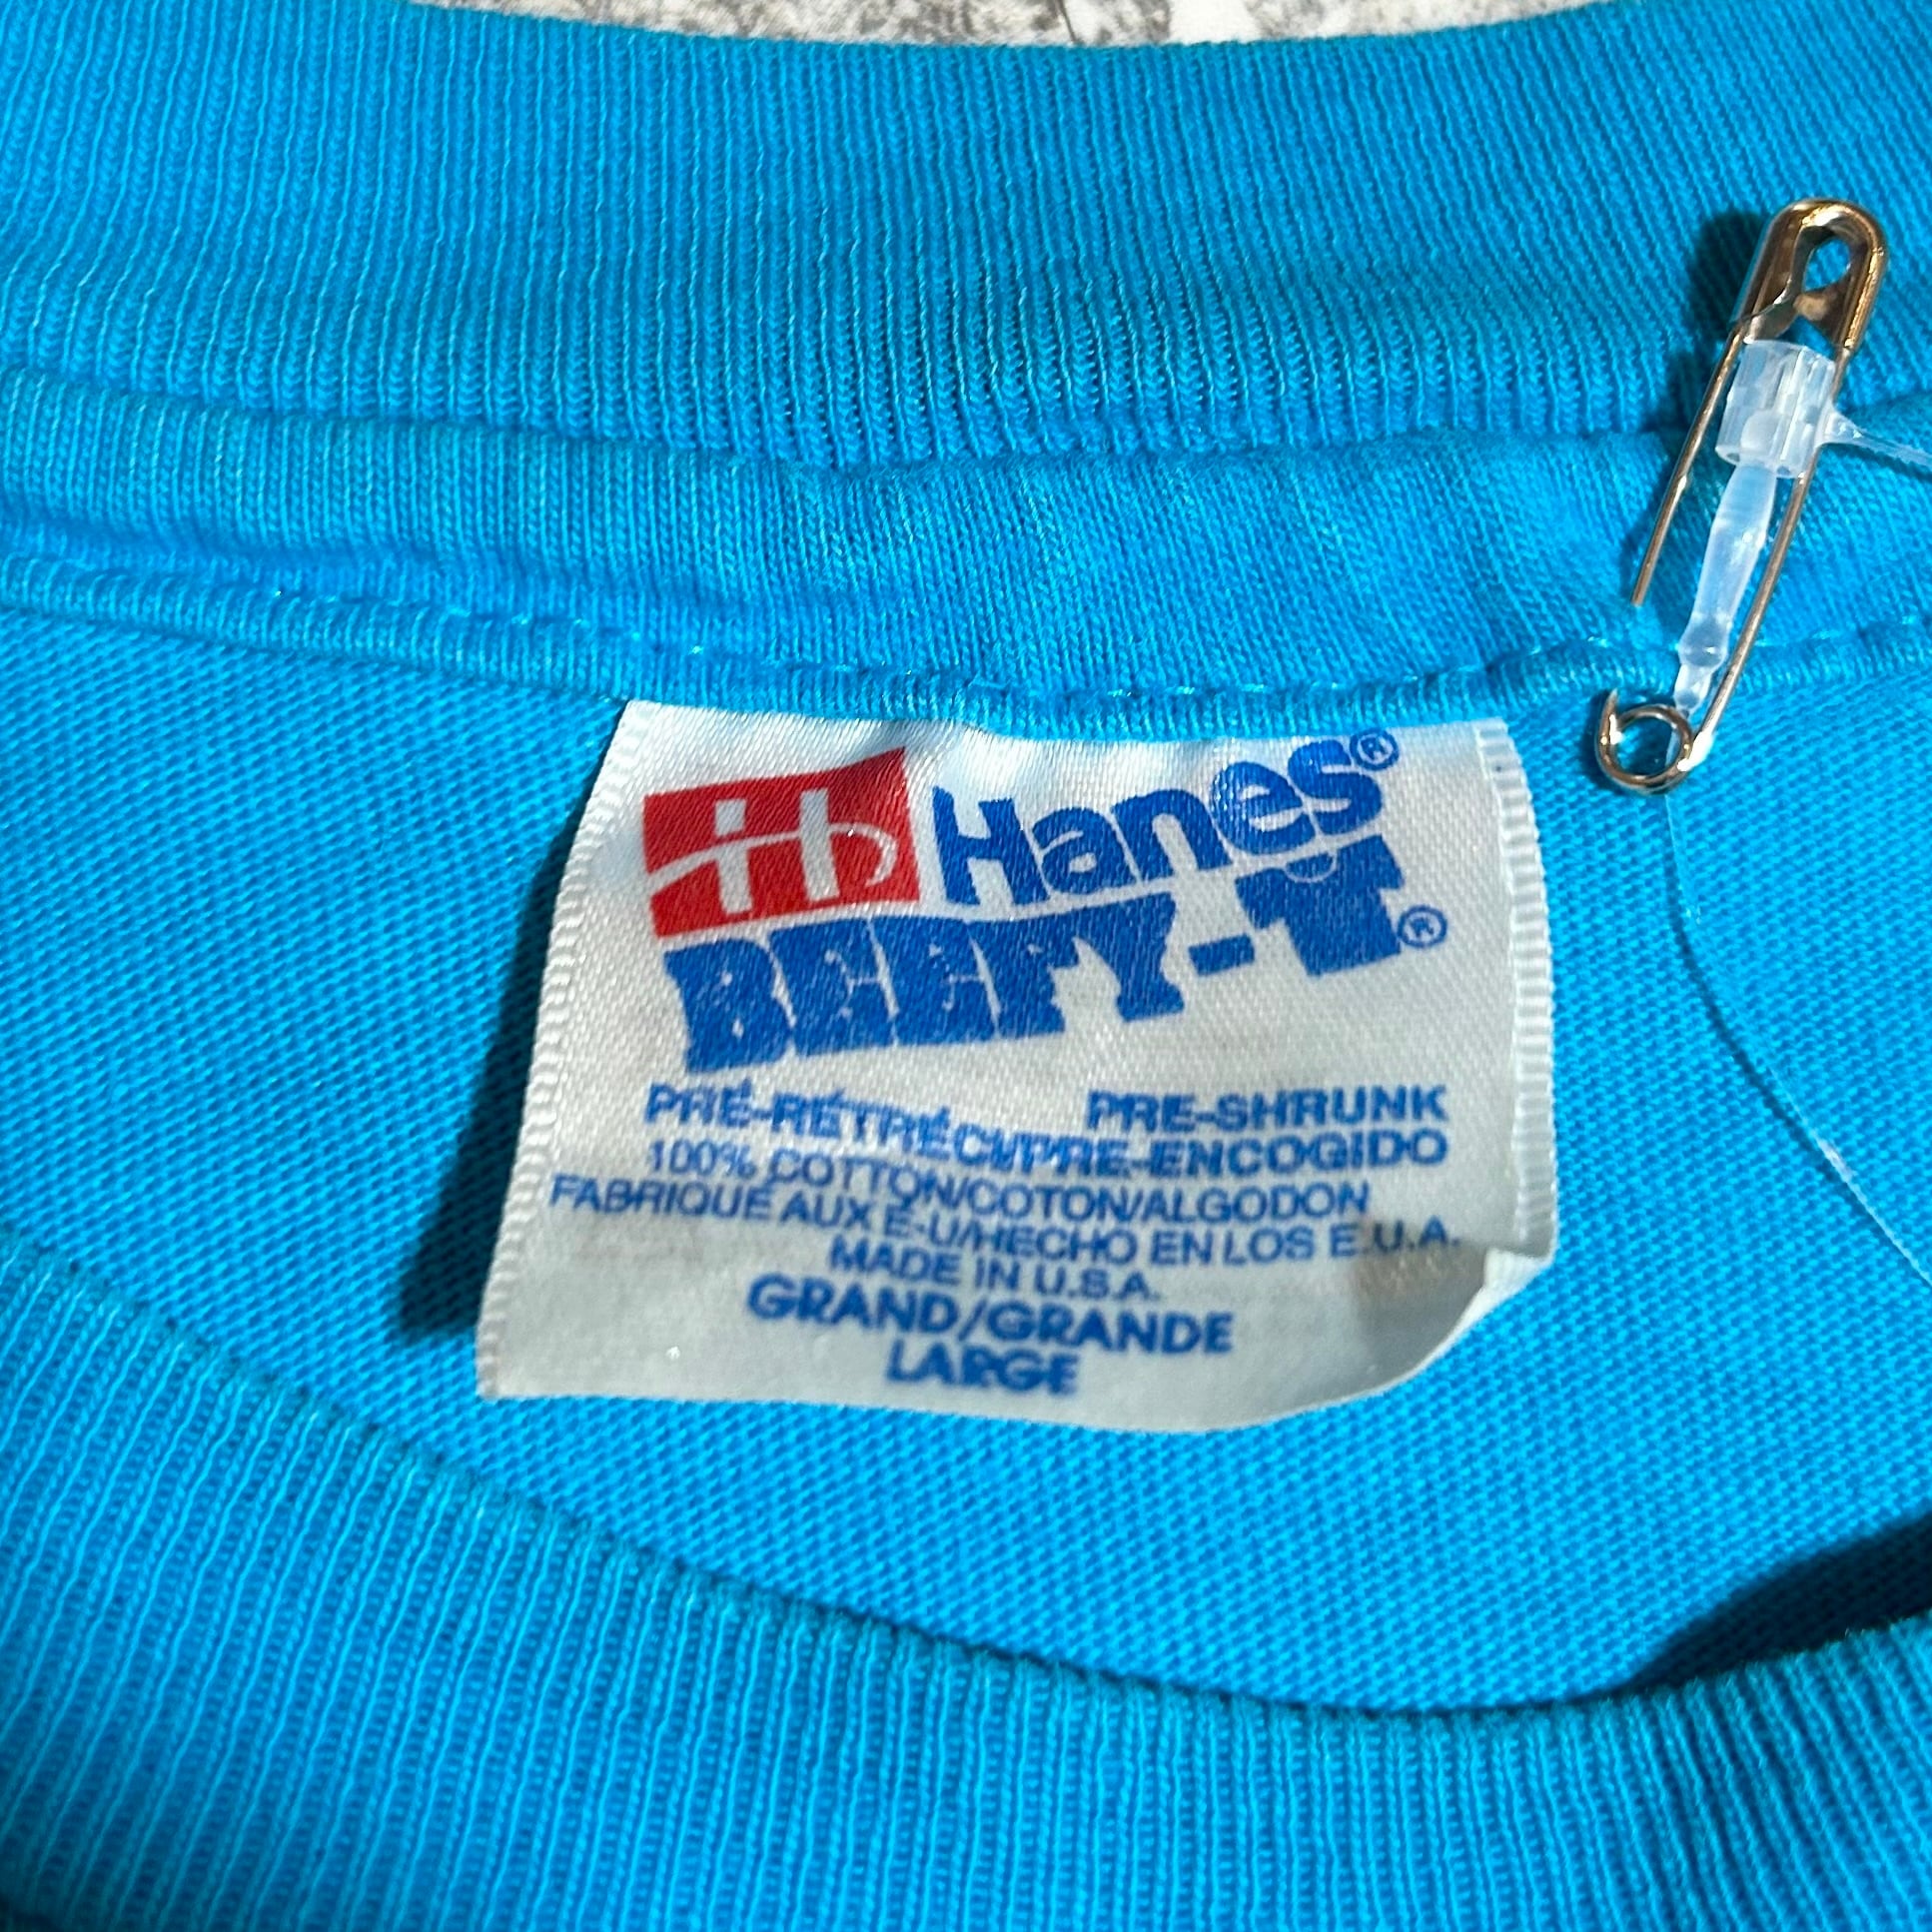 Hanes®
BEEFY-T®
PRE-SHRUNK
PRÉ-RÉTRÉCI/PRE-ENCOGIDO
100% COTTON/COTON/ALGODON
FABRIQUÉ AUX É-U/HECHO EN LOS E.U.A.
MADE IN U.S.A.
GRAND/GRANDE
LARGE